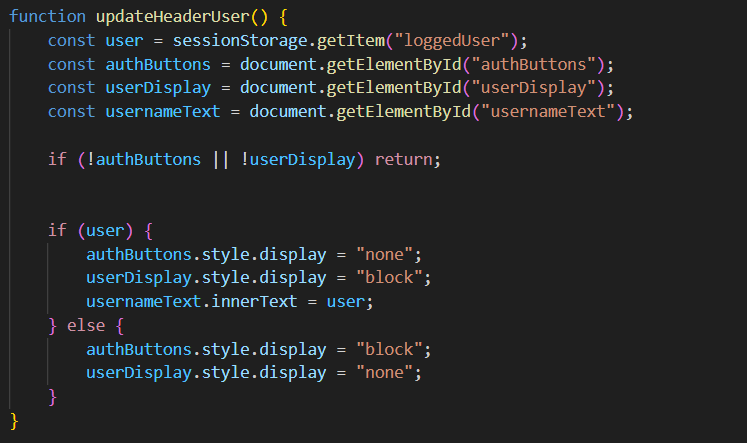 function updateHeaderUser() {
    const user = sessionStorage.getItem("loggedUser");
    const authButtons = document.getElementById("authButtons");
    const userDisplay = document.getElementById("userDisplay");
    const usernameText = document.getElementById("usernameText");

    if (!authButtons || !userDisplay) return;


    if (user) {
        authButtons.style.display = "none";
        userDisplay.style.display = "block";
        usernameText.innerText = user;
    } else {
        authButtons.style.display = "block";
        userDisplay.style.display = "none";
    }
}